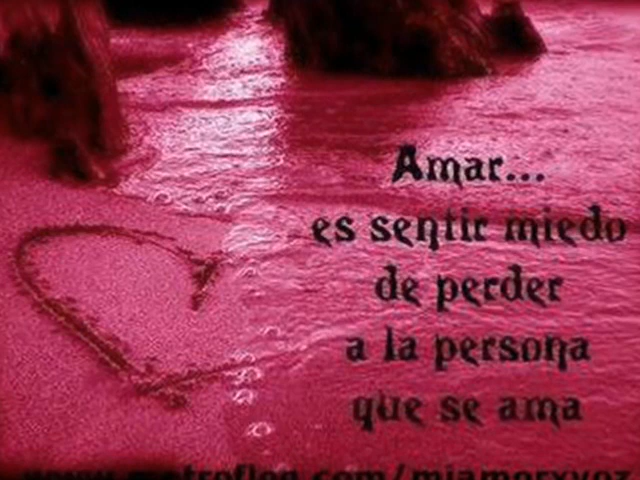 Amar...
es sentir miedo
de perder
a la persona
que se ama